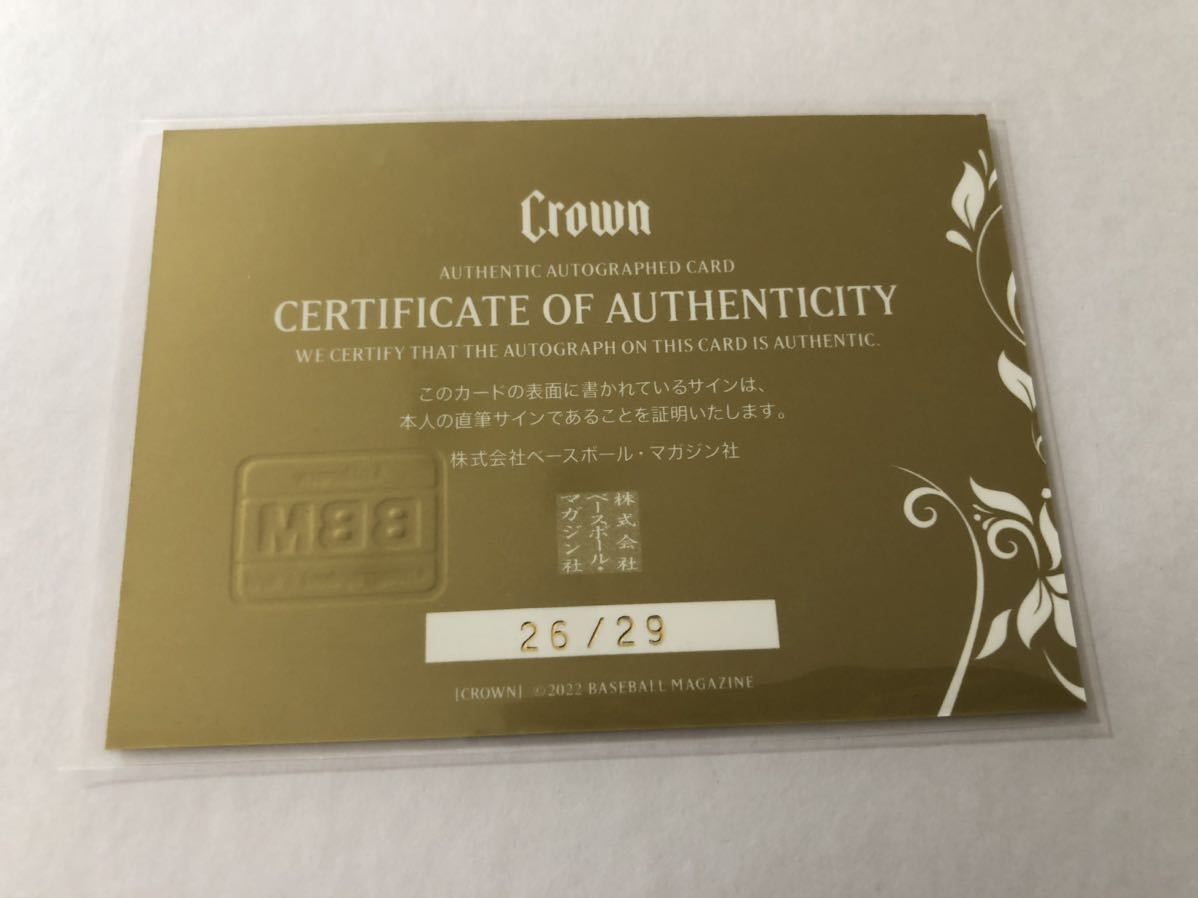 Crown
AUTHENTIC AUTOGRAPHED CARD
CERTIFICATE OF AUTHENTICITY
WE CERTIFY THAT THE AUTOGRAPH ON THIS CARD IS AUTHENTIC.
このカードの表面に書かれているサインは、
本人の直筆サインであることを証明いたします。
株式会社ベースボール・マガジン社
BBM
株式会社
ベースボール・
マガジン社
26/29
[CROWN] ©2022 BASEBALL MAGAZINE